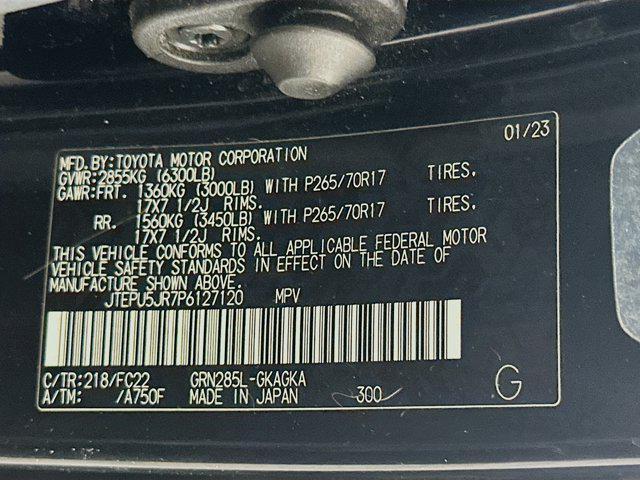 01/23
MFD. BY: TOYOTA MOTOR CORPORATION
GVWR: 2855KG (6300LB)
GAWR: FRT. 1360KG (3000LB) WITH P265/70R17 TIRES.
17X7 1/2J RIMS.
RR. 1560KG (3450LB) WITH P265/70R17 TIRES.
17X7 1/2J RIMS.
THIS VEHICLE CONFORMS TO ALL APPLICABLE FEDERAL MOTOR
VEHICLE SAFETY STANDARDS IN EFFECT ON THE DATE OF
MANUFACTURE SHOWN ABOVE.
JTEPU5JR7P6127120 MPV
C/TR: 218/FC22 GRN285L-GKAGKA
A/TM: /A750F MADE IN JAPAN 300 G